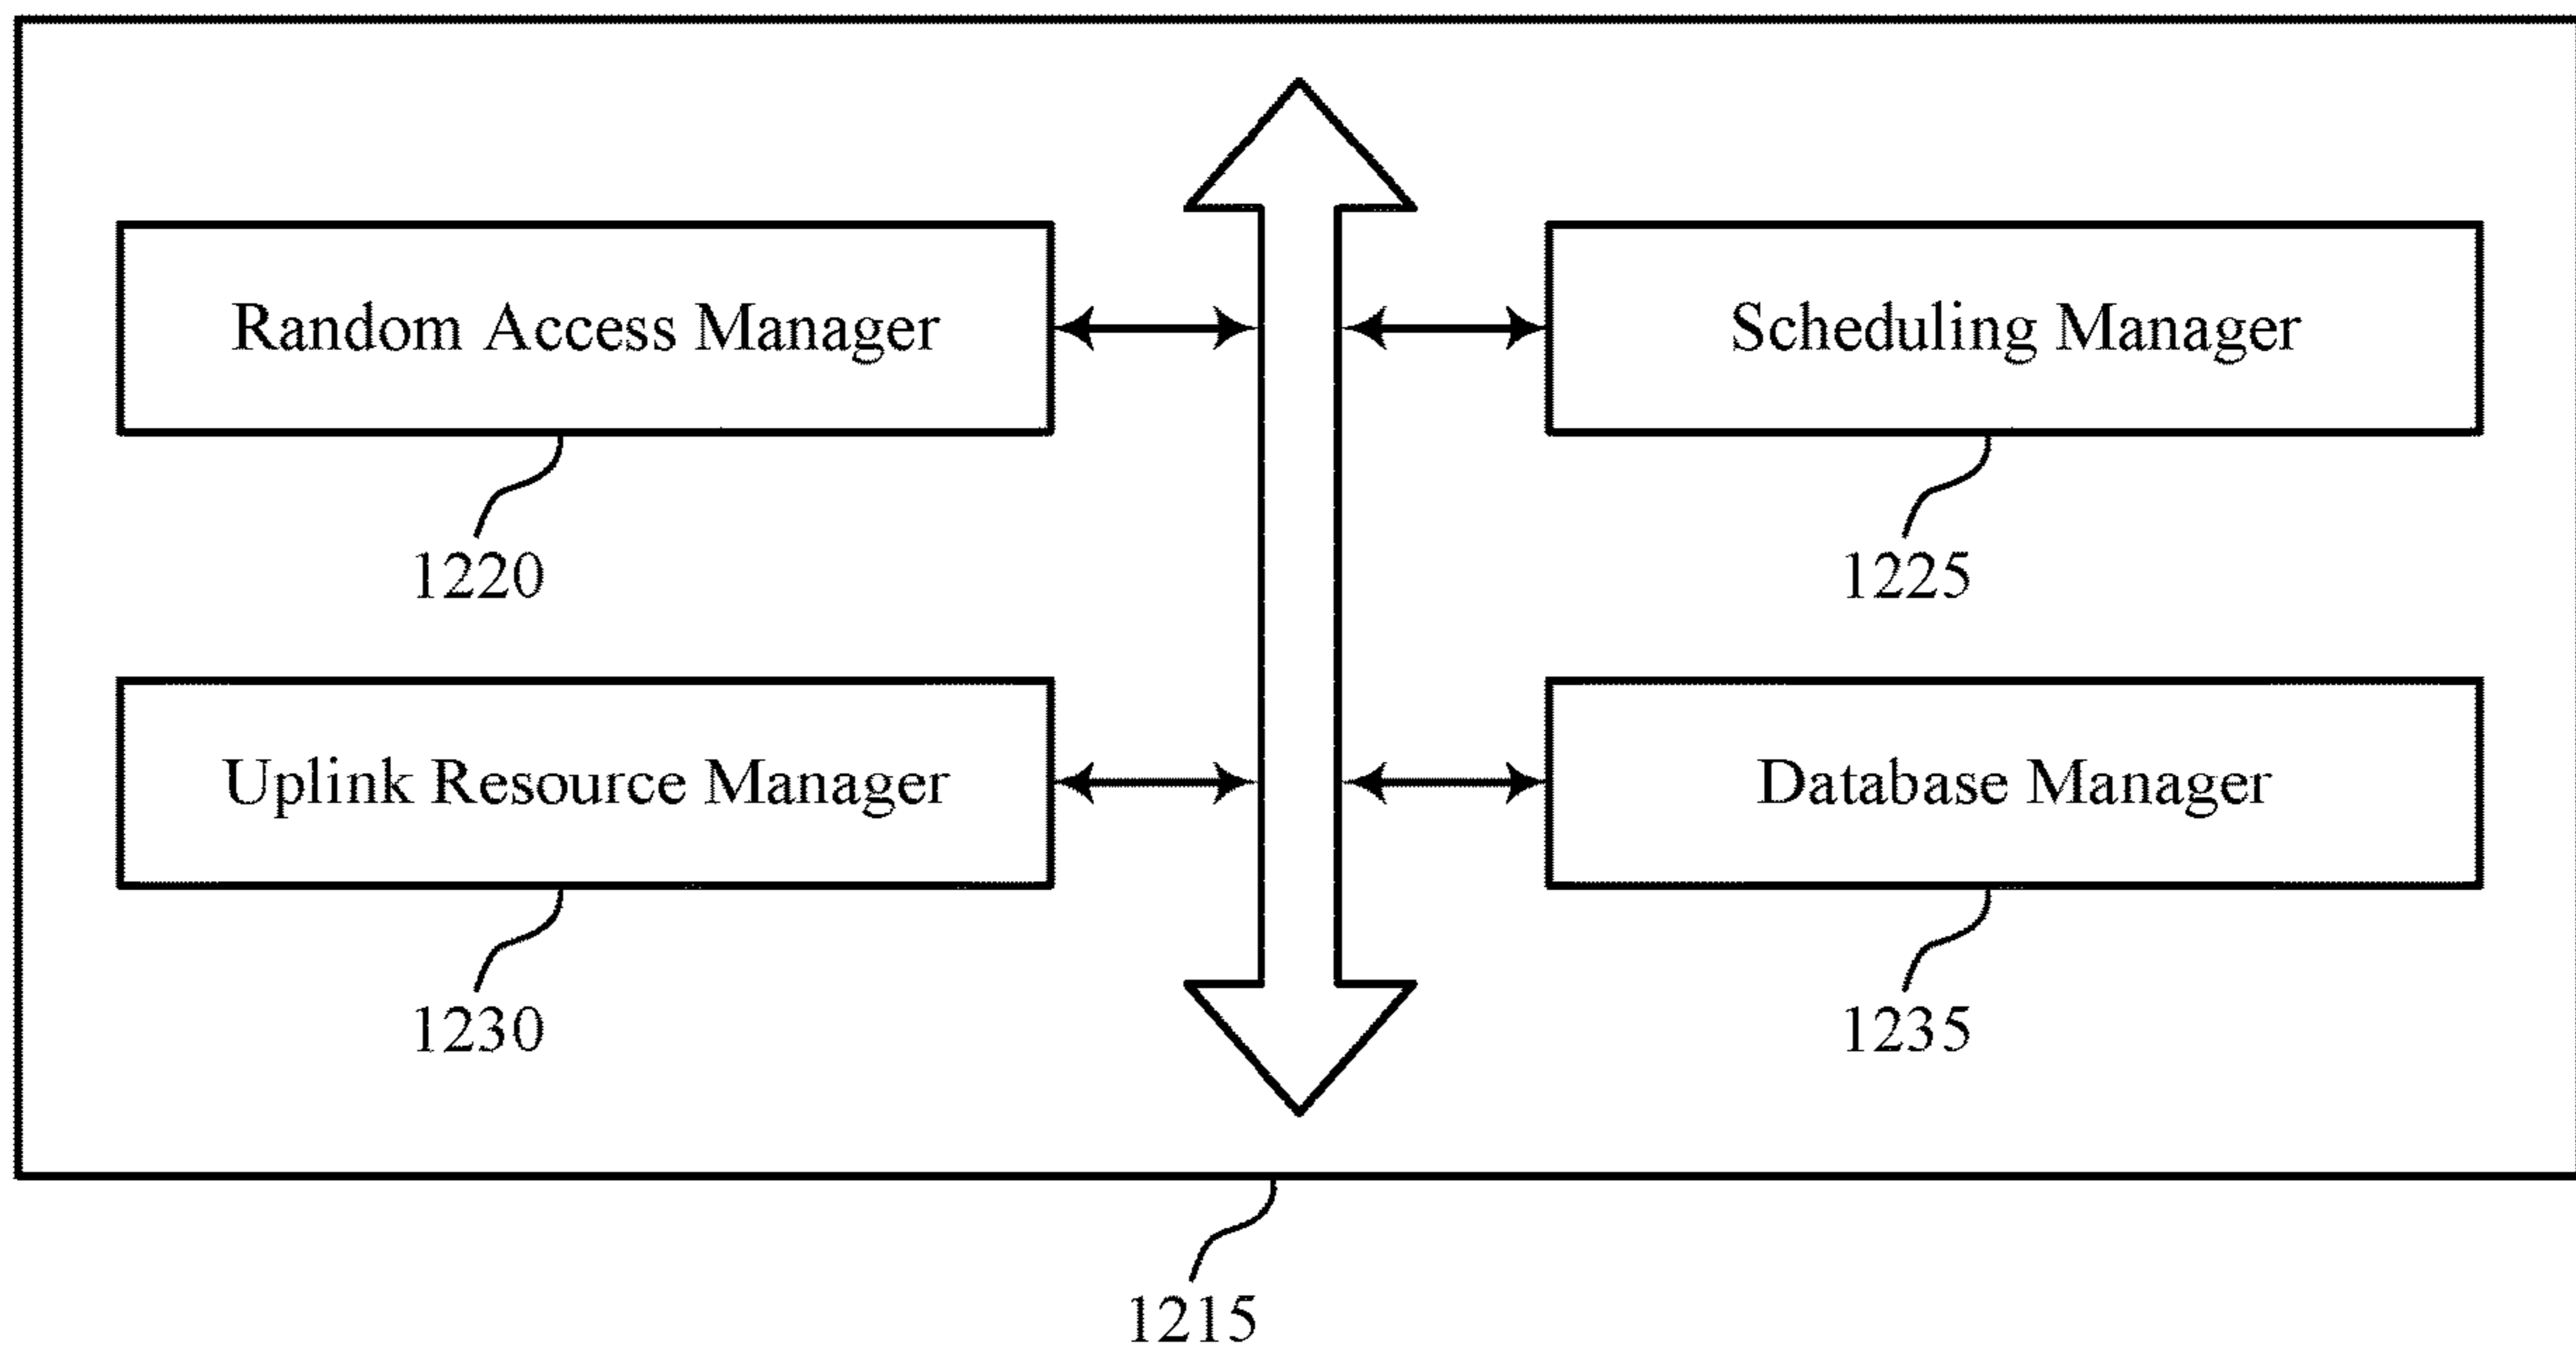 Random Access Manager
Scheduling Manager
1220
1225
Uplink Resource Manager
Database Manager
1230
1235
1215